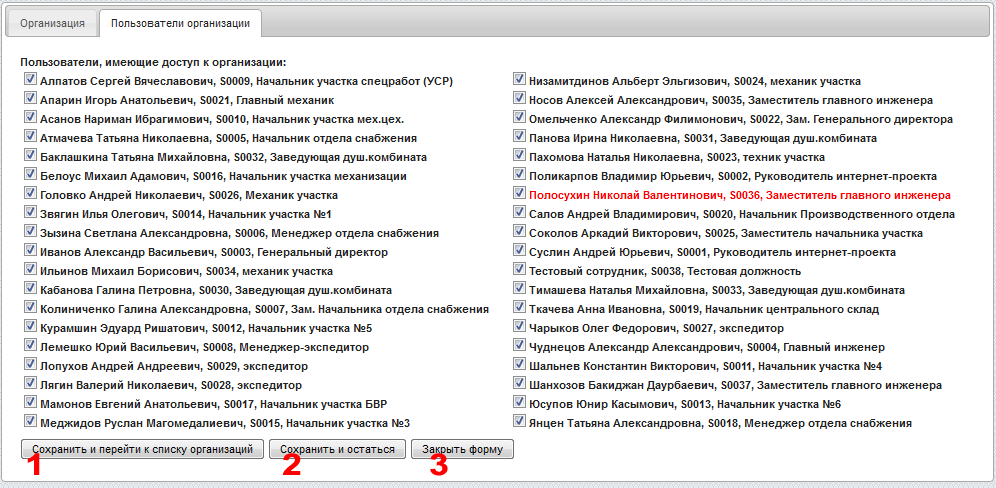 Организация
Пользователи организации
Пользователи, имеющие доступ к организации:
Алпатов Сергей Вячеславович, S0009, Начальник участка спецработ (УСР)
Апарин Игорь Анатольевич, S0021, Главный механик
Асанов Нариман Ибрагимович, S0010, Начальник участка мех.цех.
Атмачева Татьяна Николаевна, S0005, Начальник отдела снабжения
Баклашкина Татьяна Михайловна, S0032, Заведующая душ.комбината
Белоус Михаил Адамович, S0016, Начальник участка механизации
Головко Андрей Николаевич, S0026, Механик участка
Звягин Илья Олегович, S0014, Начальник участка №1
Зызина Светлана Александровна, S0006, Менеджер отдела снабжения
Иванов Александр Васильевич, S0003, Генеральный директор
Ильинов Михаил Борисович, S0034, механик участка
Кабанова Галина Петровна, S0030, Заведующая душ.комбината
Колиниченко Галина Александровна, S0007, Зам. Начальника отдела снабжения
Курамшин Эдуард Ришатович, S0012, Начальник участка №5
Лемешко Юрий Васильевич, S0008, Менеджер-экспедитор
Лопухов Андрей Андреевич, S0029, экспедитор
Лягин Валерий Николаевич, S0028, экспедитор
Мамонов Евгений Анатольевич, S0017, Начальник участка БВР
Меджидов Руслан Магомедалиевич, S0015, Начальник участка №3
Низамитдинов Альберт Эльгизович, S0024, механик участка
Носов Алексей Александрович, S0035, Заместитель главного инженера
Омельченко Александр Филимонович, S0022, Зам. Генерального директора
Панова Ирина Николаевна, S0031, Заведующая душ.комбината
Пахомова Наталья Николаевна, S0023, техник участка
Поликарпов Владимир Юрьевич, S0002, Руководитель интернет-проекта
Полосухин Николай Валентинович, S0036, Заместитель главного инженера
Салов Андрей Владимирович, S0020, Начальник Производственного отдела
Соколов Аркадий Викторович, S0025, Заместитель начальника участка
Суслин Андрей Юрьевич, S0001, Руководитель интернет-проекта
Тестовый сотрудник, S0038, Тестовая должность
Тимашева Наталья Михайловна, S0033, Заведующая душ.комбината
Ткачева Анна Ивановна, S0019, Начальник центрального склад
Чарыков Олег Федорович, S0027, экспедитор
Чуднецов Александр Александрович, S0004, Главный инженер
Шальнев Константин Викторович, S0011, Начальник участка №4
Шанхозов Бакиджан Даурбаевич, S0037, Заместитель главного инженера
Юсупов Юнир Касымович, S0013, Начальник участка №6
Янцен Татьяна Александровна, S0018, Менеджер отдела снабжения
Сохранить и перейти к списку организаций
Сохранить и остаться
Закрыть форму
1
2
3